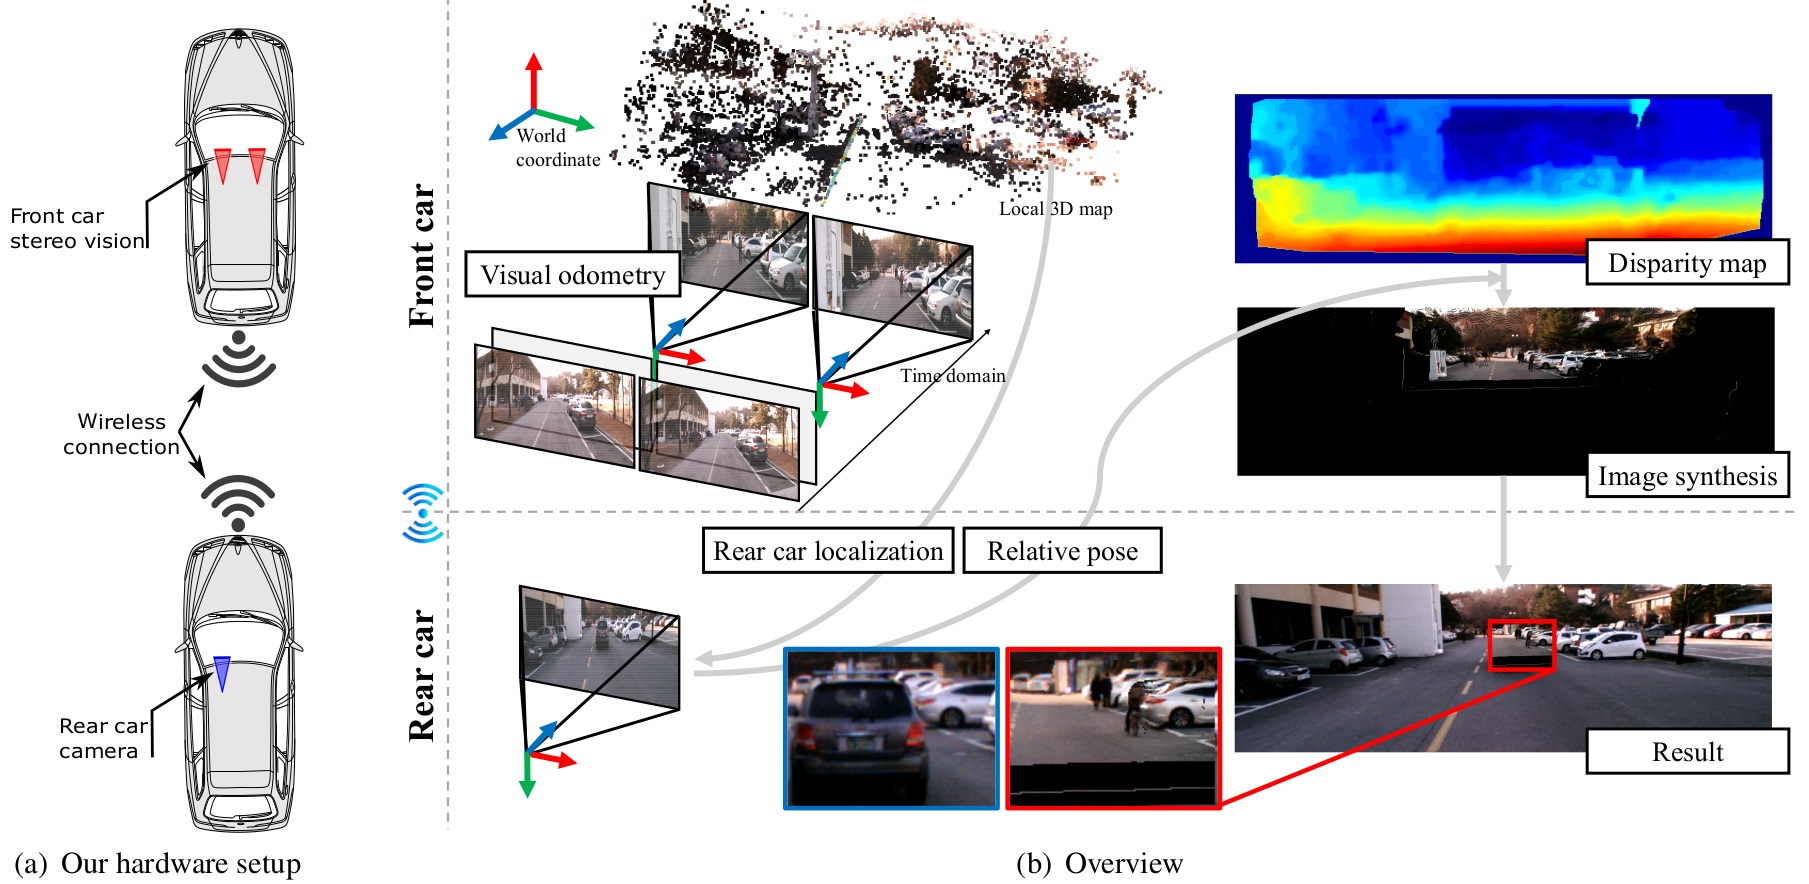 Front car
stereo vision
Wireless
connection
Rear car
camera
(a) Our hardware setup
Front car
Rear car
World
coordinate
Local 3D map
Visual odometry
Time domain
Disparity map
Image synthesis
Rear car localization
Relative pose
Result
(b) Overview